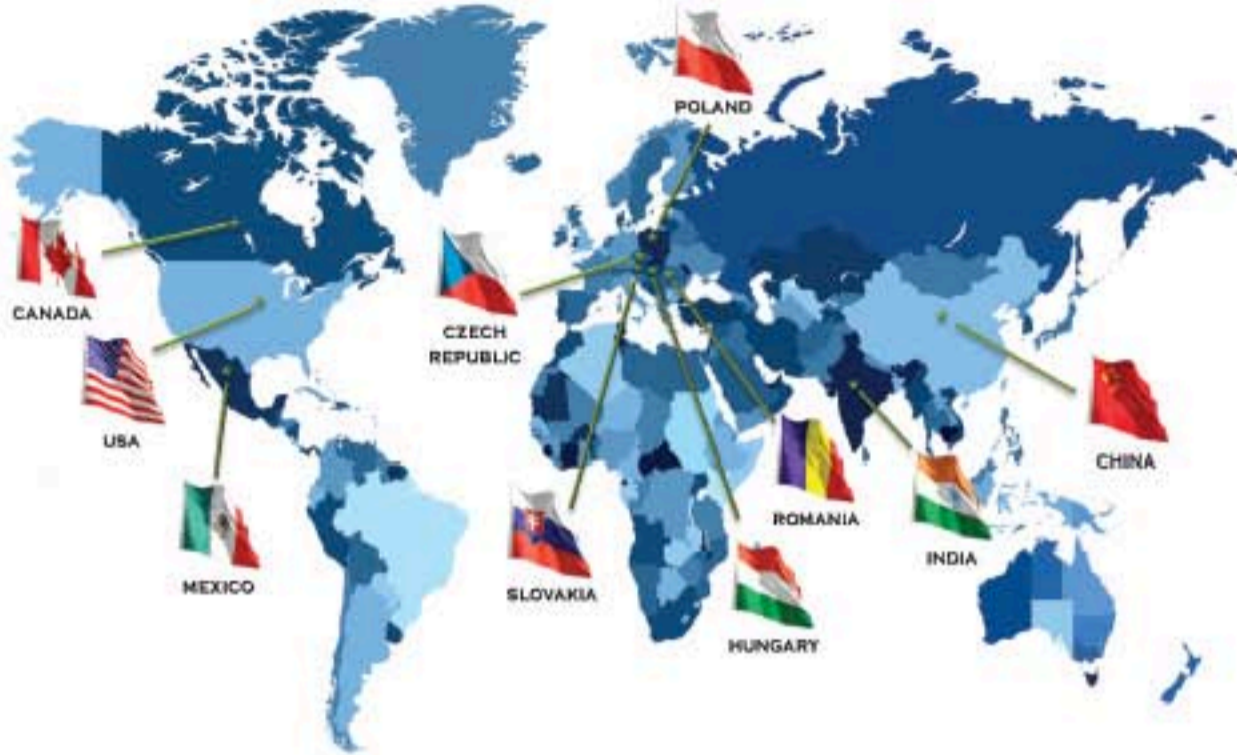 POLAND
CANADA
CZECH
REPUBLIC
USA
CHINA
ROMANIA
INDIA
MEXICO
SLOVAKIA
HUNGARY